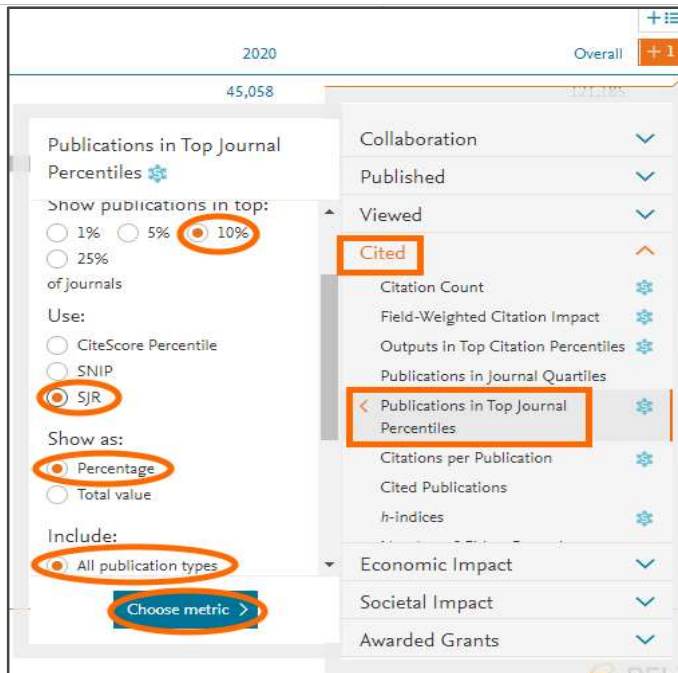 2020 Overall + 1
45,058 121,185
Publications in Top Journal
Percentiles
Show publications in top:
1% 5% 10%
25%
of journals
Use:
CiteScore Percentile
SNIP
SJR
Show as:
Percentage
Total value
Include:
All publication types
Choose metric >
Collaboration
Published
Viewed
Cited
Citation Count
Field-Weighted Citation Impact
Outputs in Top Citation Percentiles
Publications in Journal Quartiles
< Publications in Top Journal
Percentiles
Citations per Publication
Cited Publications
h-indices
Economic Impact
Societal Impact
Awarded Grants